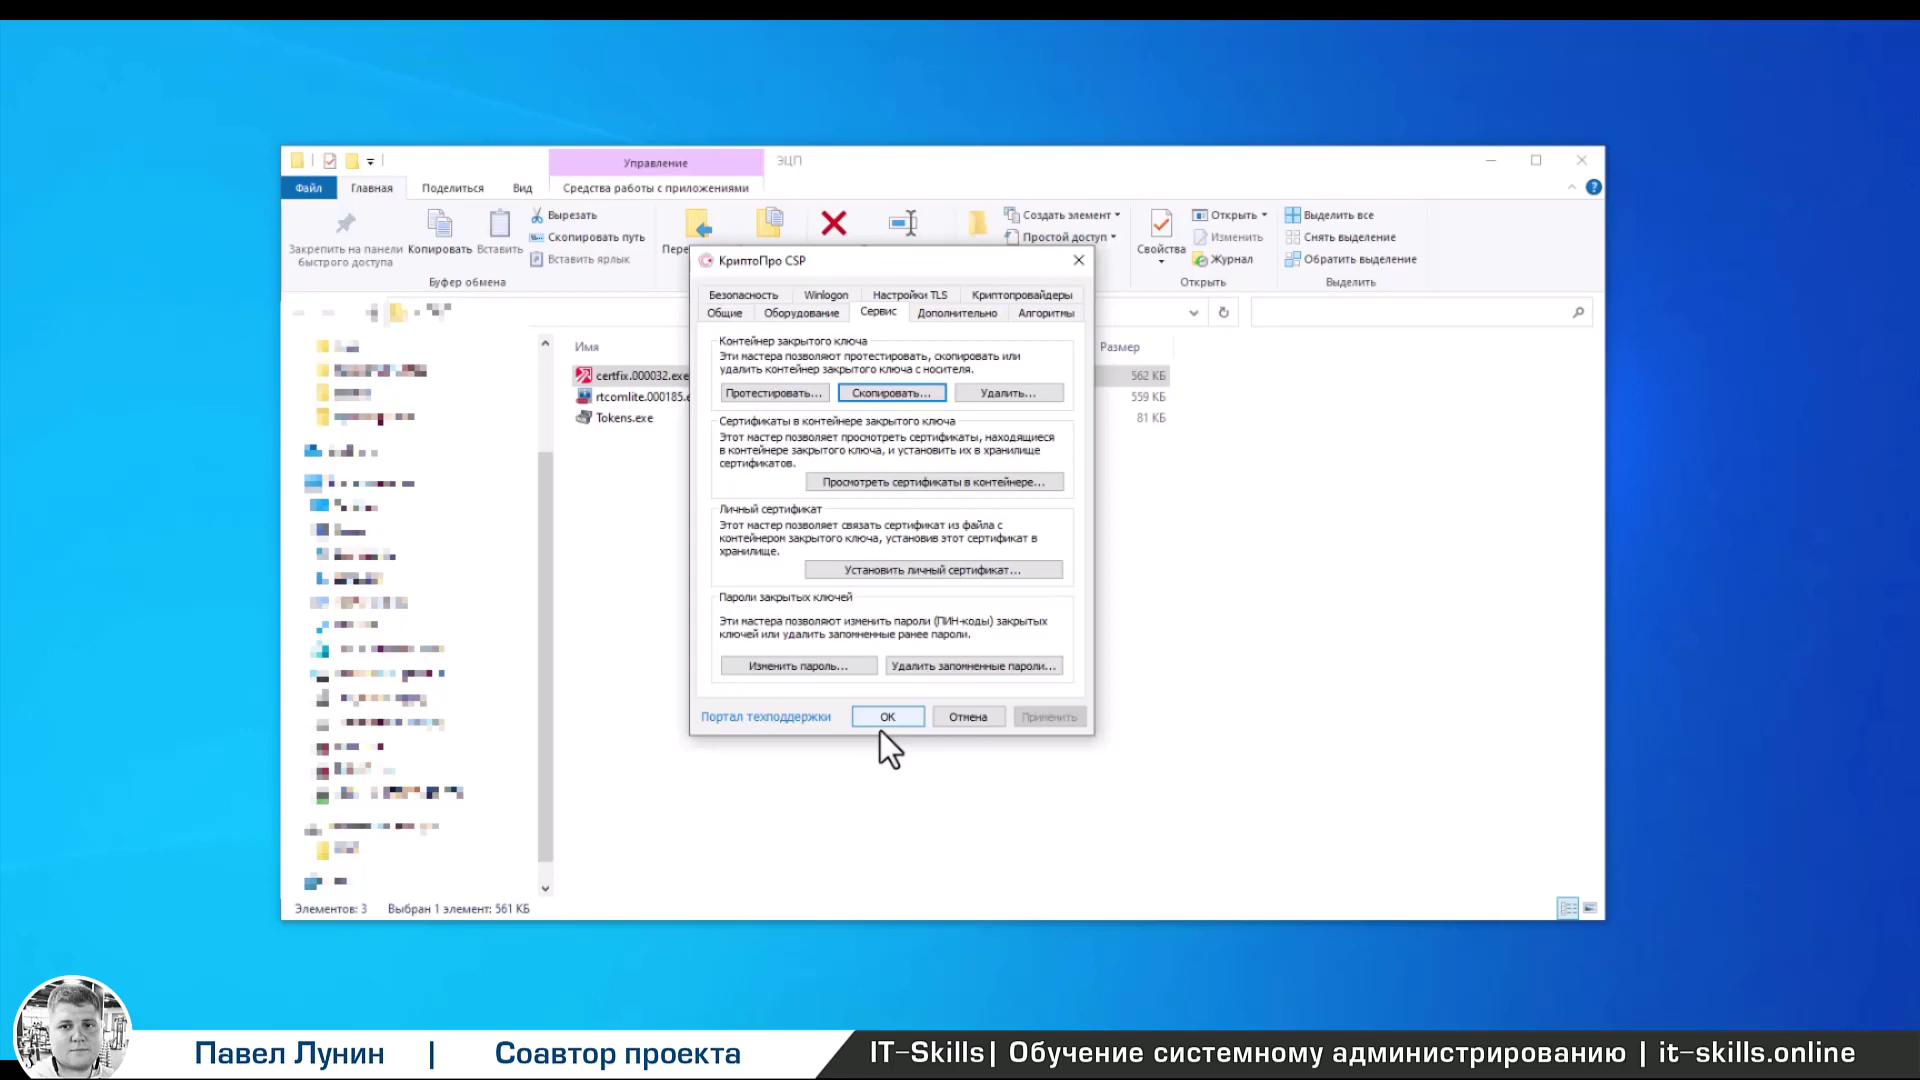 Управление
ЭЦП
Файл
Главная
Поделиться
Вид
Средства работы с приложениями
Закрепить на панели
быстрого доступа
Копировать
Вставить
Вырезать
Скопировать путь
Вставить ярлык
Буфер обмена
Создать элемент
Простой доступ
Свойства
Открыть
Изменить
Журнал
Открыть
Выделить все
Снять выделение
Обратить выделение
Выделить
Имя
Размер
certfix.000032.exe
562 КБ
559 КБ
Tokens.exe
81 КБ
КриптоПро CSP
Безопасность
Winlogon
Настройки TLS
Криптопровайдеры
Общие
Оборудование
Сервис
Дополнительно
Алгоритмы
Контейнер закрытого ключа
Эти мастера позволяют протестировать, скопировать или
удалить контейнер закрытого ключа с носителя.
Протестировать...
Скопировать...
Удалить...
Сертификаты в контейнере закрытого ключа
Этот мастер позволяет просмотреть сертификаты, находящиеся
в контейнере закрытого ключа, и установить их в хранилище
сертификатов.
Просмотреть сертификаты в контейнере...
Личный сертификат
Этот мастер позволяет связать сертификат из файла с
контейнером закрытого ключа, установив этот сертификат в
хранилище.
Установить личный сертификат...
Пароли закрытых ключей
Эти мастера позволяют изменить пароли (ПИН-коды) закрытых
ключей или удалить запомненные ранее пароли.
Изменить пароль...
Удалить запомненные пароли...
Портал техподдержки
ОК
Отмена
Применить
Элементов: 3
Выбран 1 элемент: 561 КБ
Павел Лунин | Соавтор проекта
IT-Skills| Обучение системному администрированию | it-skills.online